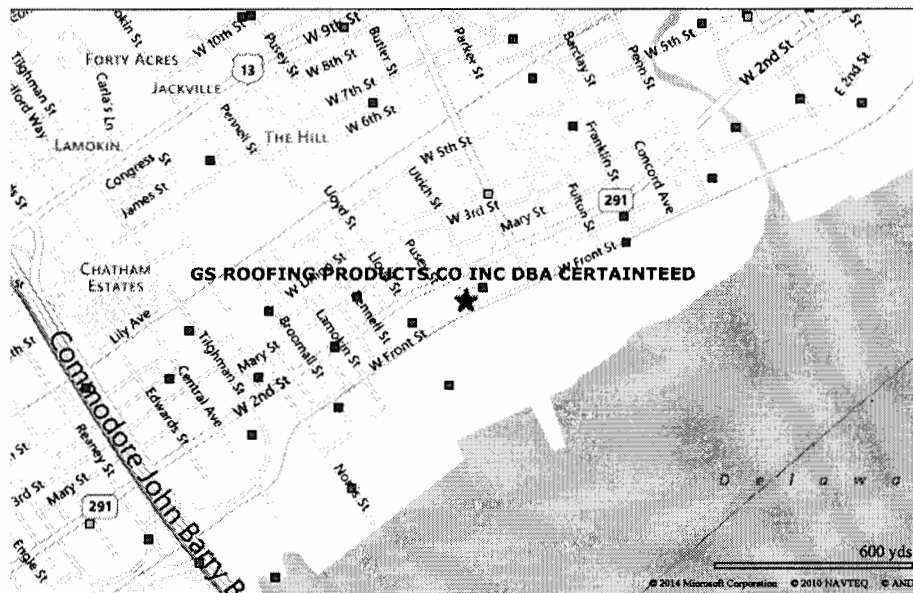 W 10th St
W 9th St
W 8th St
W 7th St
W 6th St
Pusey St
Butler St
Parker St
Barclay St
Penn St
W 5th St
W 2nd St
E 2nd St
FORTY ACRES
13
JACKVILLE
Tilghman St
Carla's Ln
Pennell St
THE HILL
LAMOKIN
Congress St
James St
W 5th St
Ulrich St
Franklin St
Concord Ave
Lloyd St
W 3rd St
Mary St
Fulton St
291
W Front St
CHATHAM
ESTATES
GS ROOFING PRODUCTS CO INC DBA CERTAINTEED
Lily Ave
Tilghman St
Mary St
Broomall St
Lamokin St
W Front St
W 2nd St
Central Ave
Edwards St
Commodore John Barry B
Reaney St
3rd St
Mary St
291
Norris St
Engle St
Delawa
600 yds
© 2014 Microsoft Corporation © 2010 NAVTEQ © AND